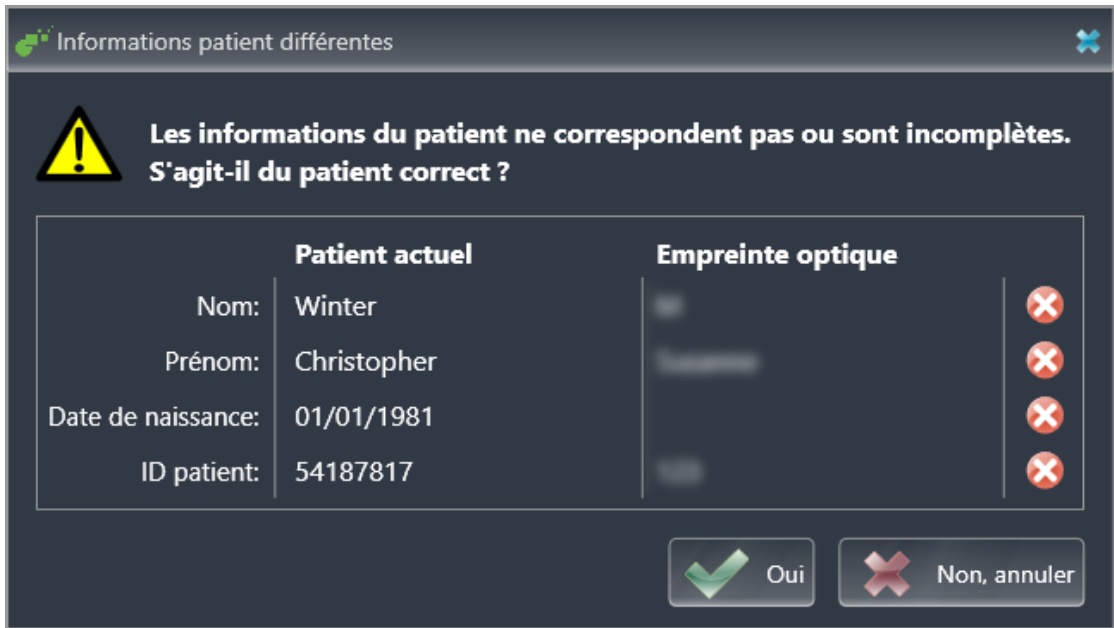 Informations patient différentes
Les informations du patient ne correspondent pas ou sont incomplètes.
S'agit-il du patient correct ?
Patient actuel Empreinte optique
Nom: Winter
Prénom: Christopher
Date de naissance: 01/01/1981
ID patient: 54187817
Oui Non, annuler